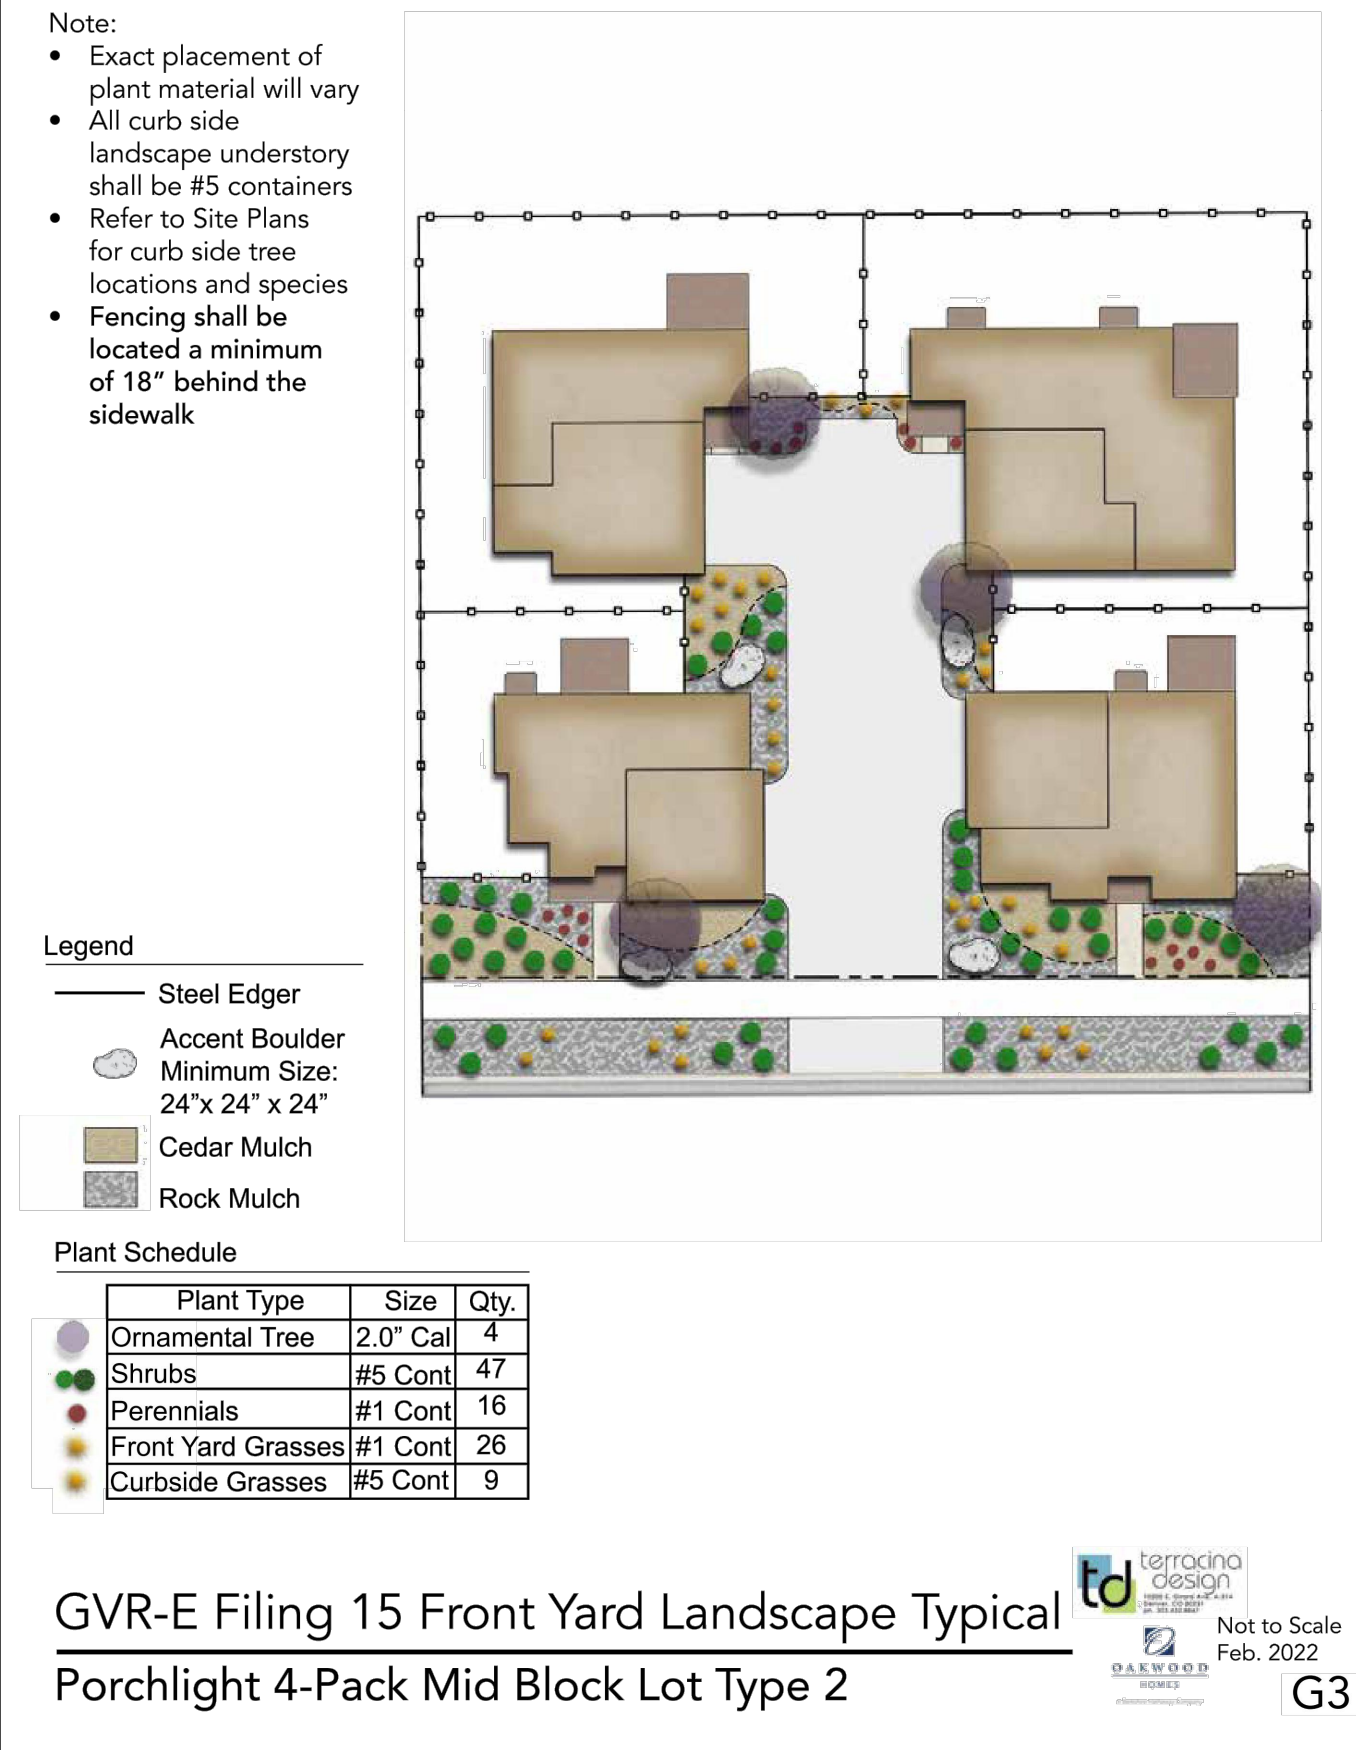 Note:
• Exact placement of
plant material will vary
• All curb side
landscape understory
shall be #5 containers
• Refer to Site Plans
for curb side tree
locations and species
• Fencing shall be
located a minimum
of 18” behind the
sidewalk
Legend
Steel Edger
Accent Boulder
Minimum Size:
24”x 24” x 24”
Cedar Mulch
Rock Mulch
Plant Schedule
Plant Type Size Qty.
Ornamental Tree 2.0” Cal 4
Shrubs #5 Cont 47
Perennials #1 Cont 16
Front Yard Grasses #1 Cont 26
Curbside Grasses #5 Cont 9
GVR-E Filing 15 Front Yard Landscape Typical
Porchlight 4-Pack Mid Block Lot Type 2
td
terracina
design
OAKWOOD
HOMES
Not to Scale
Feb. 2022
G3